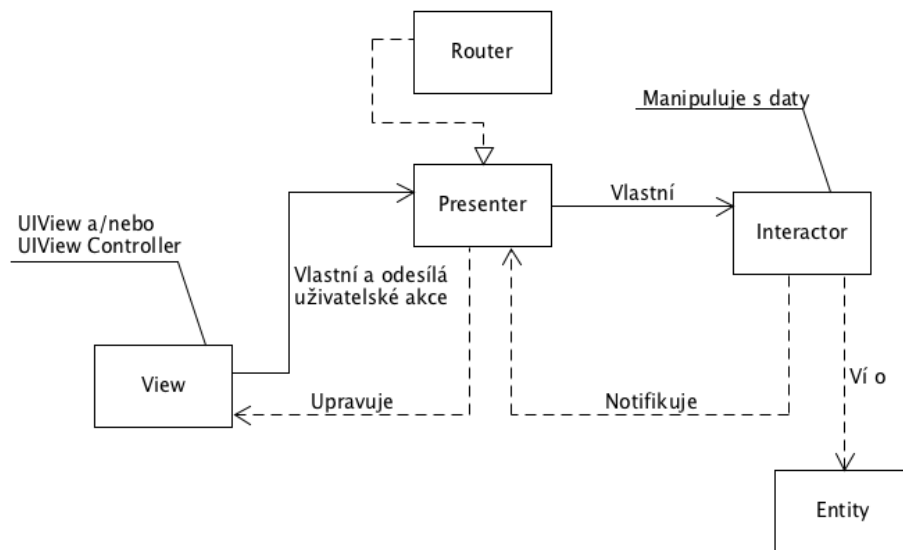 Router
Manipuluje s daty
Presenter
Vlastní
Interactor
UIView a/nebo
UIView Controller
Vlastní a odesílá
uživatelské akce
View
Upravuje
Notifikuje
Ví o
Entity